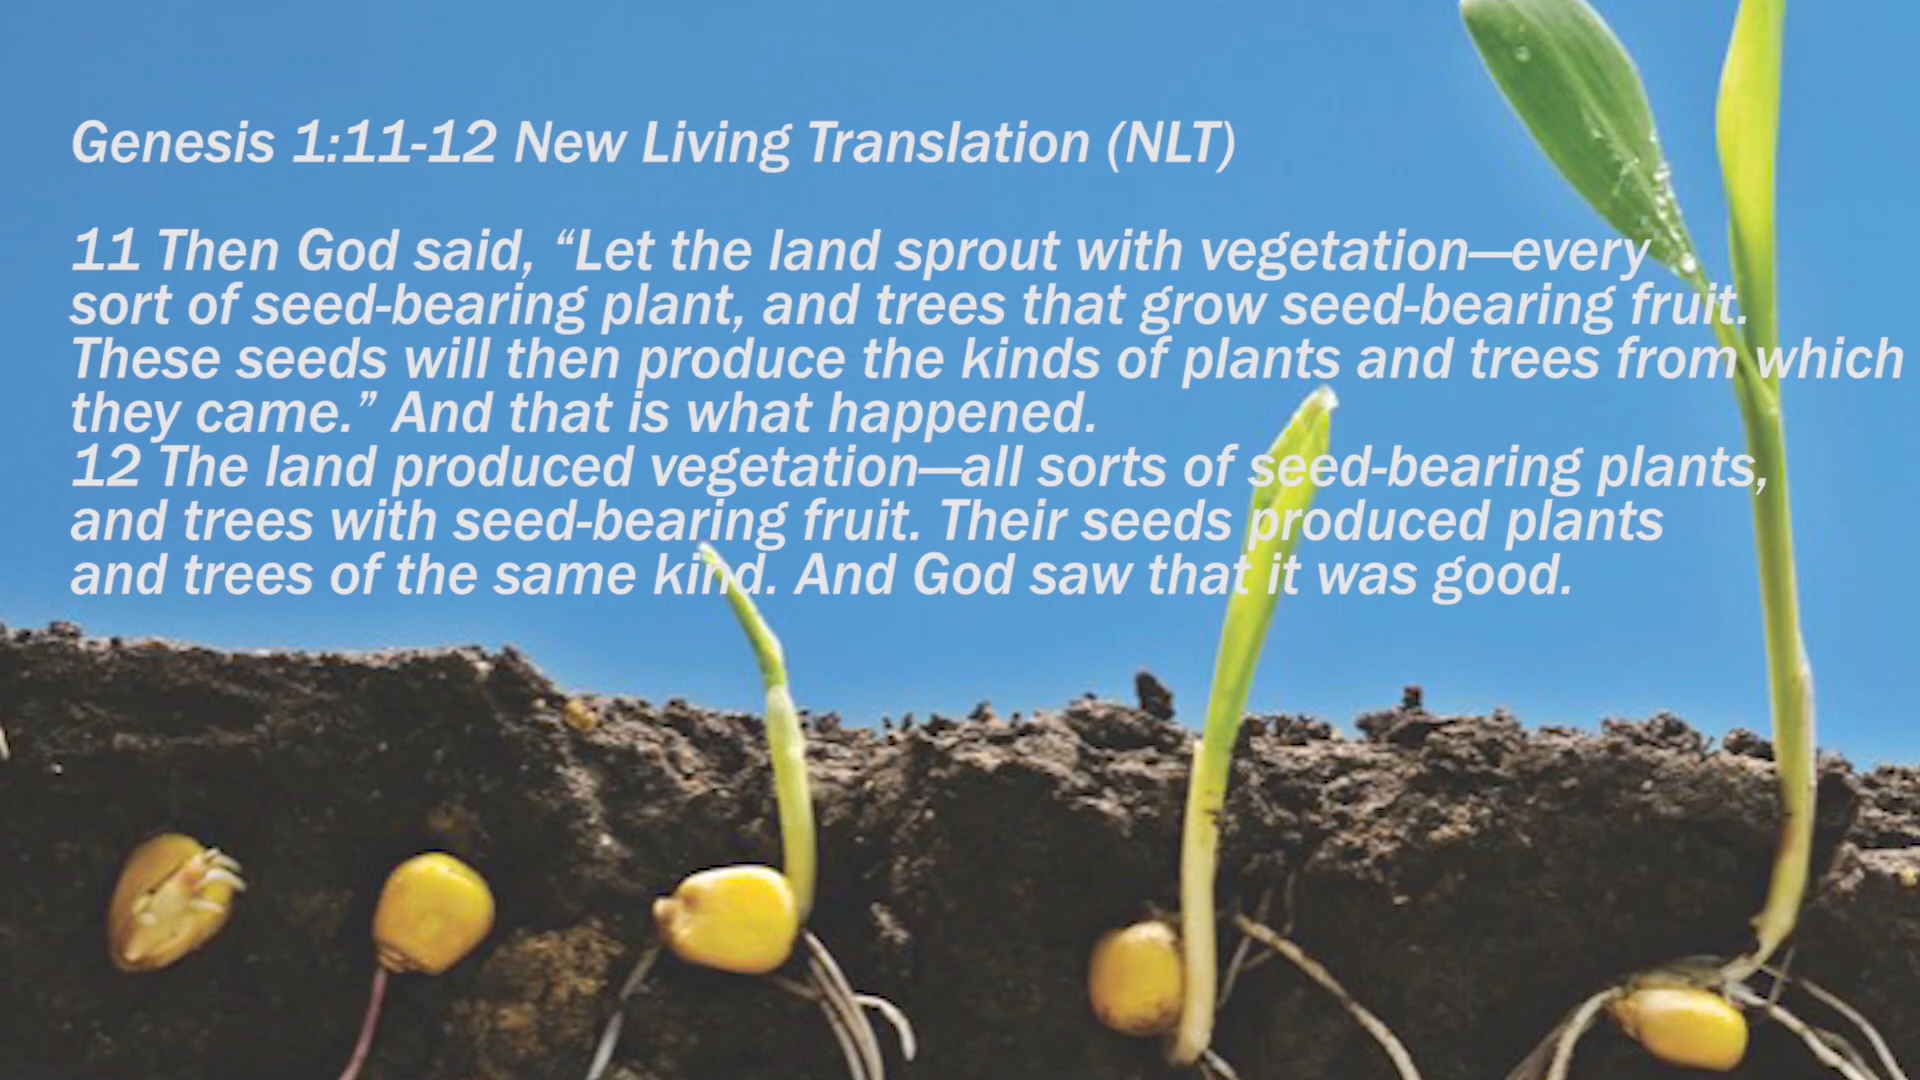 Genesis 1:11-12 New Living Translation (NLT)
11 Then God said, “Let the land sprout with vegetation—every
sort of seed-bearing plant, and trees that grow seed-bearing fruit.
These seeds will then produce the kinds of plants and trees from which
they came.” And that is what happened.
12 The land produced vegetation—all sorts of seed-bearing plants,
and trees with seed-bearing fruit. Their seeds produced plants
and trees of the same kind. And God saw that it was good.